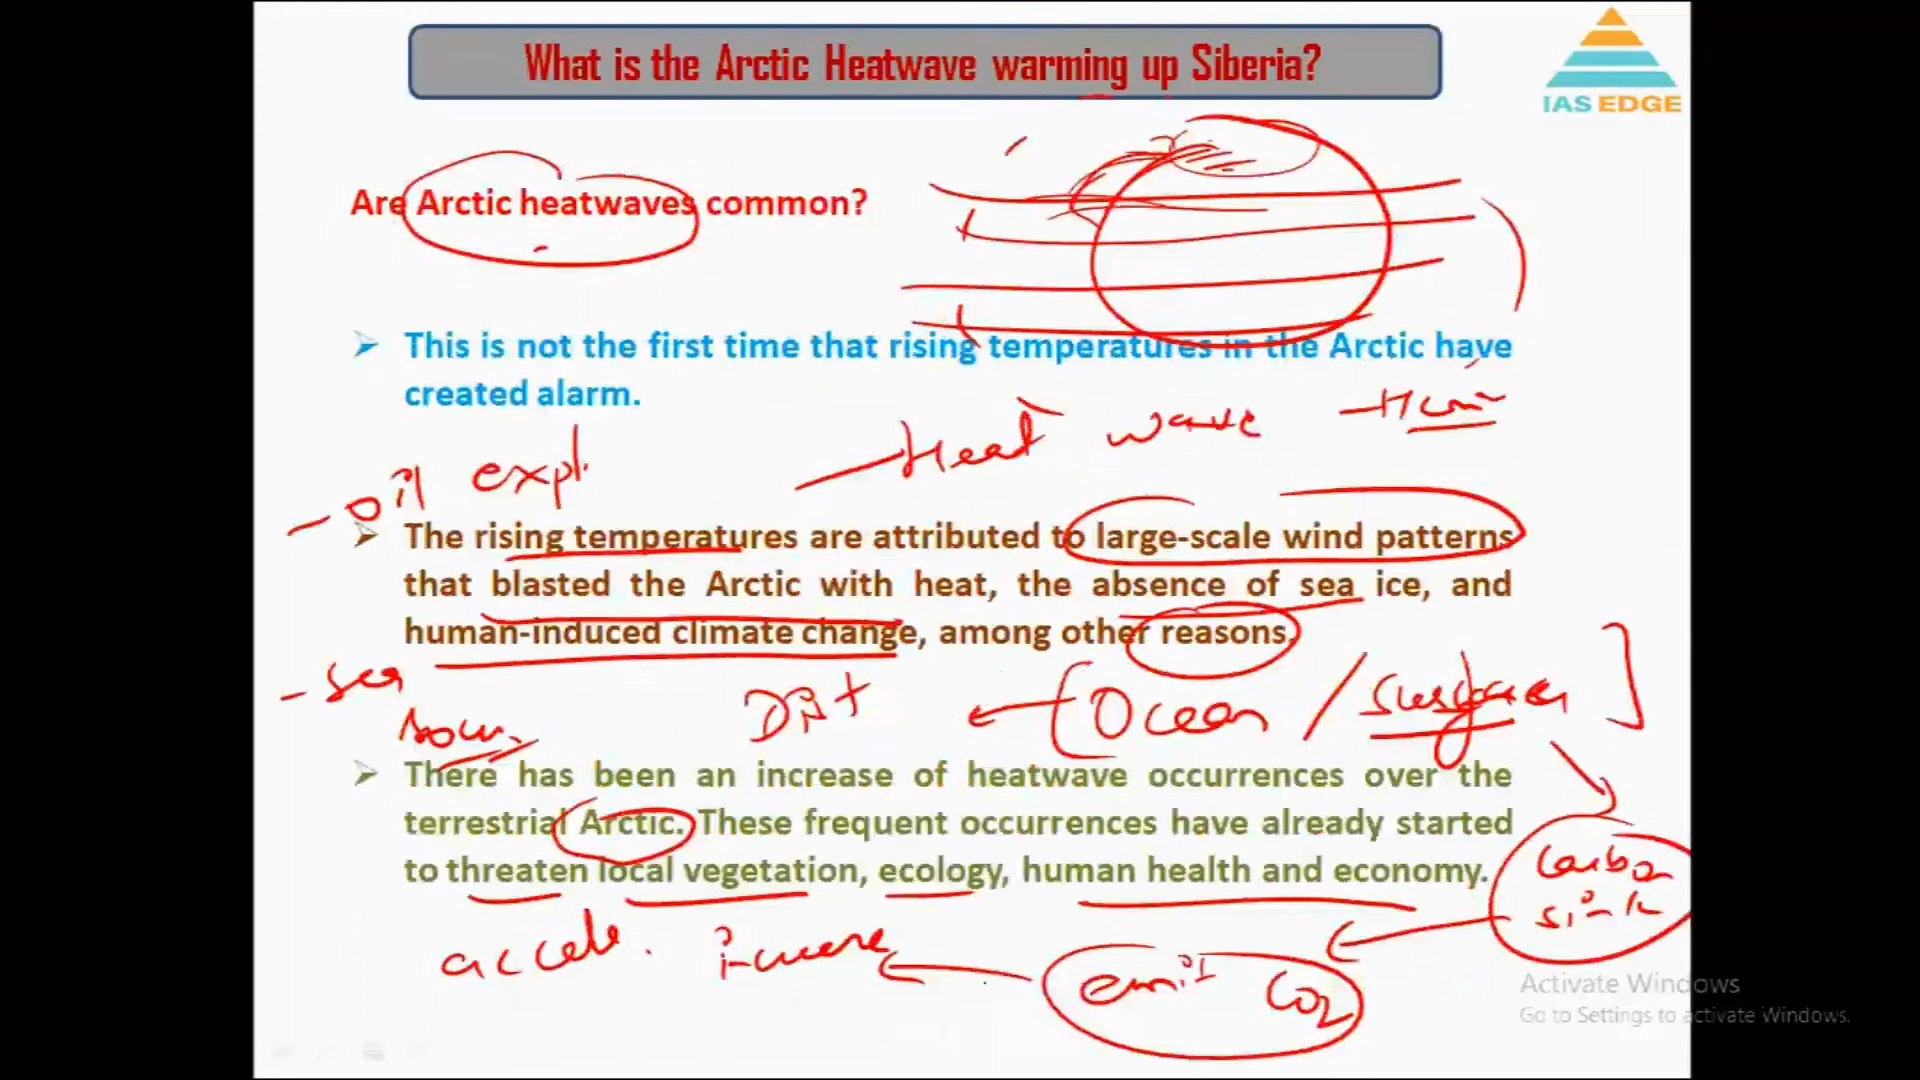 What is the Arctic Heatwave warming up Siberia?
IAS EDGE
Are Arctic heatwaves common?
This is not the first time that rising temperatures in the Arctic have
created alarm.
Heat wave
- oil expl.
The rising temperatures are attributed to large-scale wind patterns
that blasted the Arctic with heat, the absence of sea ice, and
human-induced climate change, among other reasons.
- sea
Ocean /
There has been an increase of heatwave occurrences over the
terrestrial Arctic. These frequent occurrences have already started
to threaten local vegetation, ecology, human health and economy.
Carbon
sink
emit CO2
Activate Windows
Go to Settings to activate Windows.